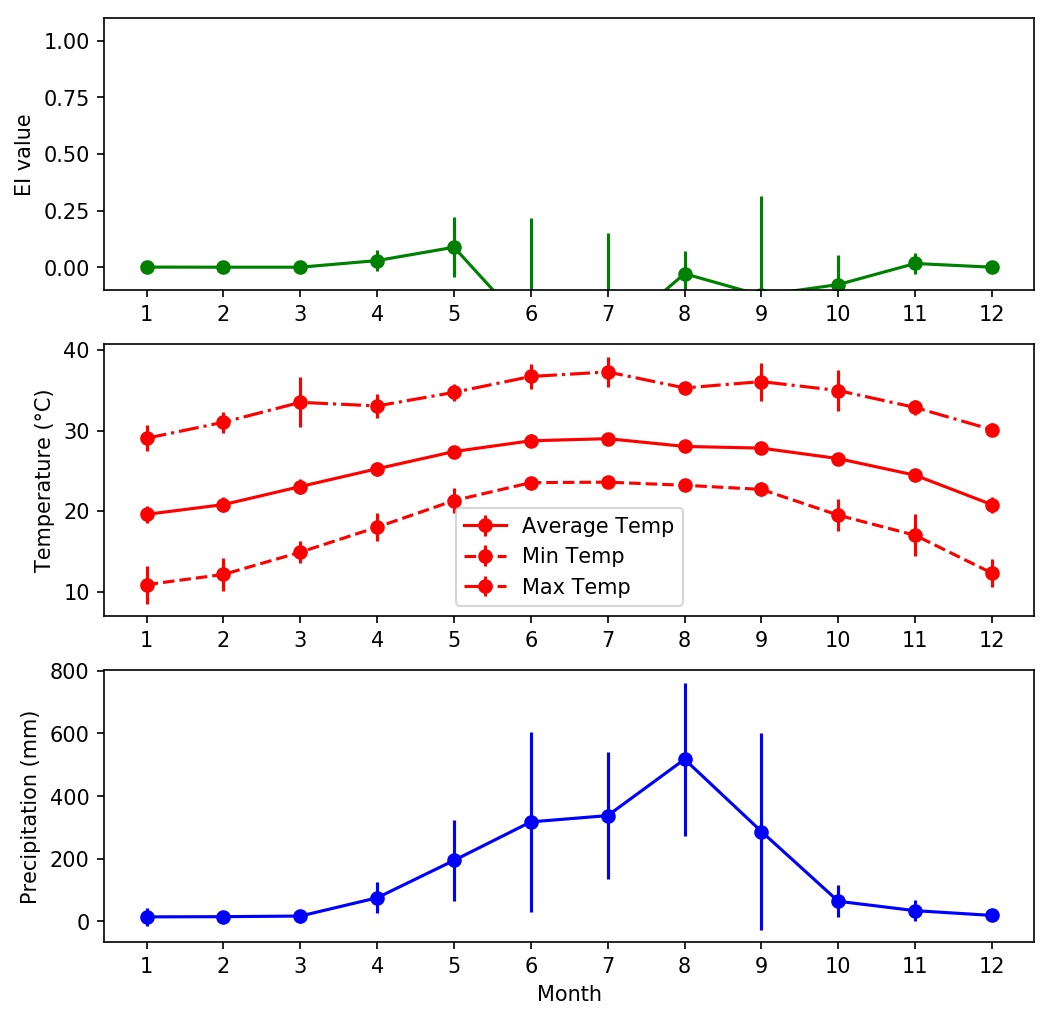 EI value
1.00
0.75
0.50
0.25
0.00
1 2 3 4 5 6 7 8 9 10 11 12
Temperature (°C)
40
30
20
10
Average Temp
Min Temp
Max Temp
1 2 3 4 5 6 7 8 9 10 11 12
Precipitation (mm)
800
600
400
200
0
1 2 3 4 5 6 7 8 9 10 11 12
Month